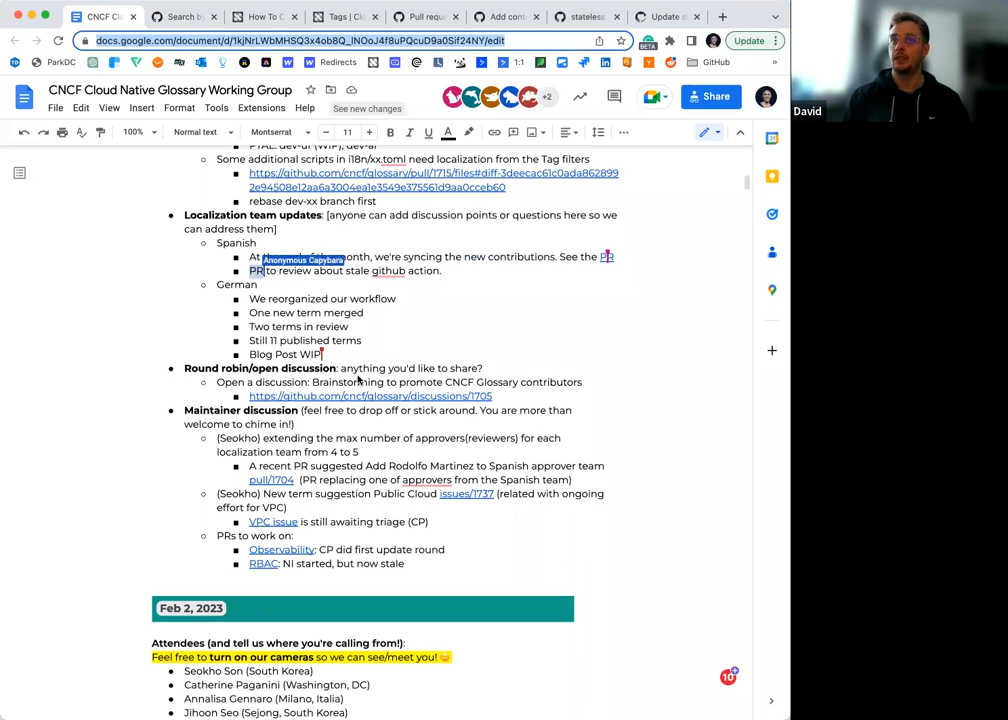 CNCF Cl
Search by
How To C
Tags | Clo
Pull reque
Add cont
stateless
Update d
docs.google.com/document/d/1kjNrLWbMHSQ3x4ob8Q_lNOoJ4f8uPQcuD9a0Sif24NY/edit
BETA
Update
ParkDC
Redirects
1:1
GitHub
CNCF Cloud Native Glossary Working Group
File Edit View Insert Format Tools Extensions Help
See new changes
+2
Share
100%
Normal text
Montserrat
11
Some additional scripts in i18n/xx.toml need localization from the Tag filters
https://github.com/cncf/glossary/pull/1715/files#diff-3deecac61c0ada862899
2e94508e12aa6a3004ea1e3549e375561d9aa0cceb60
rebase dev-xx branch first
Localization team updates: [anyone can add discussion points or questions here so we
can address them]
Spanish
At month, we're syncing the new contributions. See the PR
Anonymous Capybara
PR to review about stale github action.
German
We reorganized our workflow
One new term merged
Two terms in review
Still 11 published terms
Blog Post WIP
Round robin/open discussion: anything you'd like to share?
Open a discussion: Brainstorming to promote CNCF Glossary contributors
https://github.com/cncf/glossary/discussions/1705
Maintainer discussion (feel free to drop off or stick around. You are more than
welcome to chime in!)
(Seokho) extending the max number of approvers(reviewers) for each
localization team from 4 to 5
A recent PR suggested Add Rodolfo Martinez to Spanish approver team
pull/1704 (PR replacing one of approvers from the Spanish team)
(Seokho) New term suggestion Public Cloud issues/1737 (related with ongoing
effort for VPC)
VPC issue is still awaiting triage (CP)
PRs to work on:
Observability: CP did first update round
RBAC: NI started, but now stale
Feb 2, 2023
Attendees (and tell us where you're calling from!):
Feel free to turn on our cameras so we can see/meet you!
Seokho Son (South Korea)
Catherine Paganini (Washington, DC)
Annalisa Gennaro (Milano, Italia)
Jihoon Seo (Sejong, South Korea)
10
David